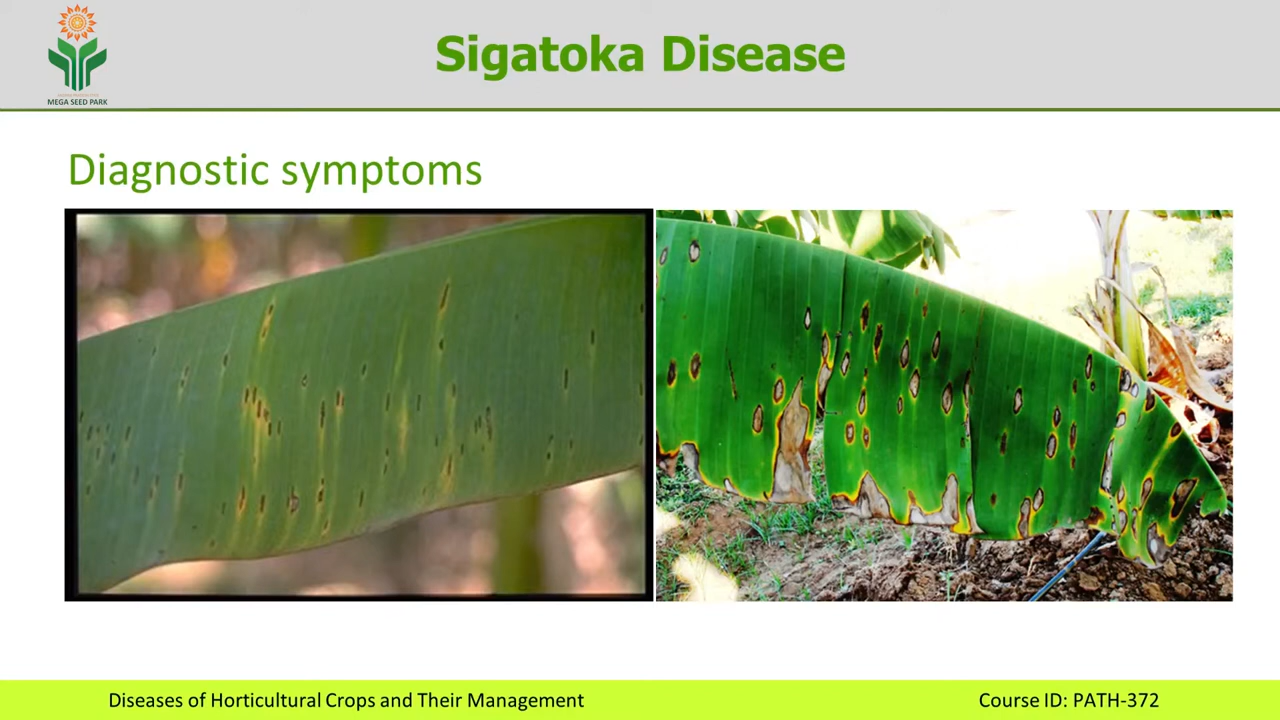 Sigatoka Disease
MEGA SEED PARK
Diagnostic symptoms
Diseases of Horticultural Crops and Their Management
Course ID: PATH-372